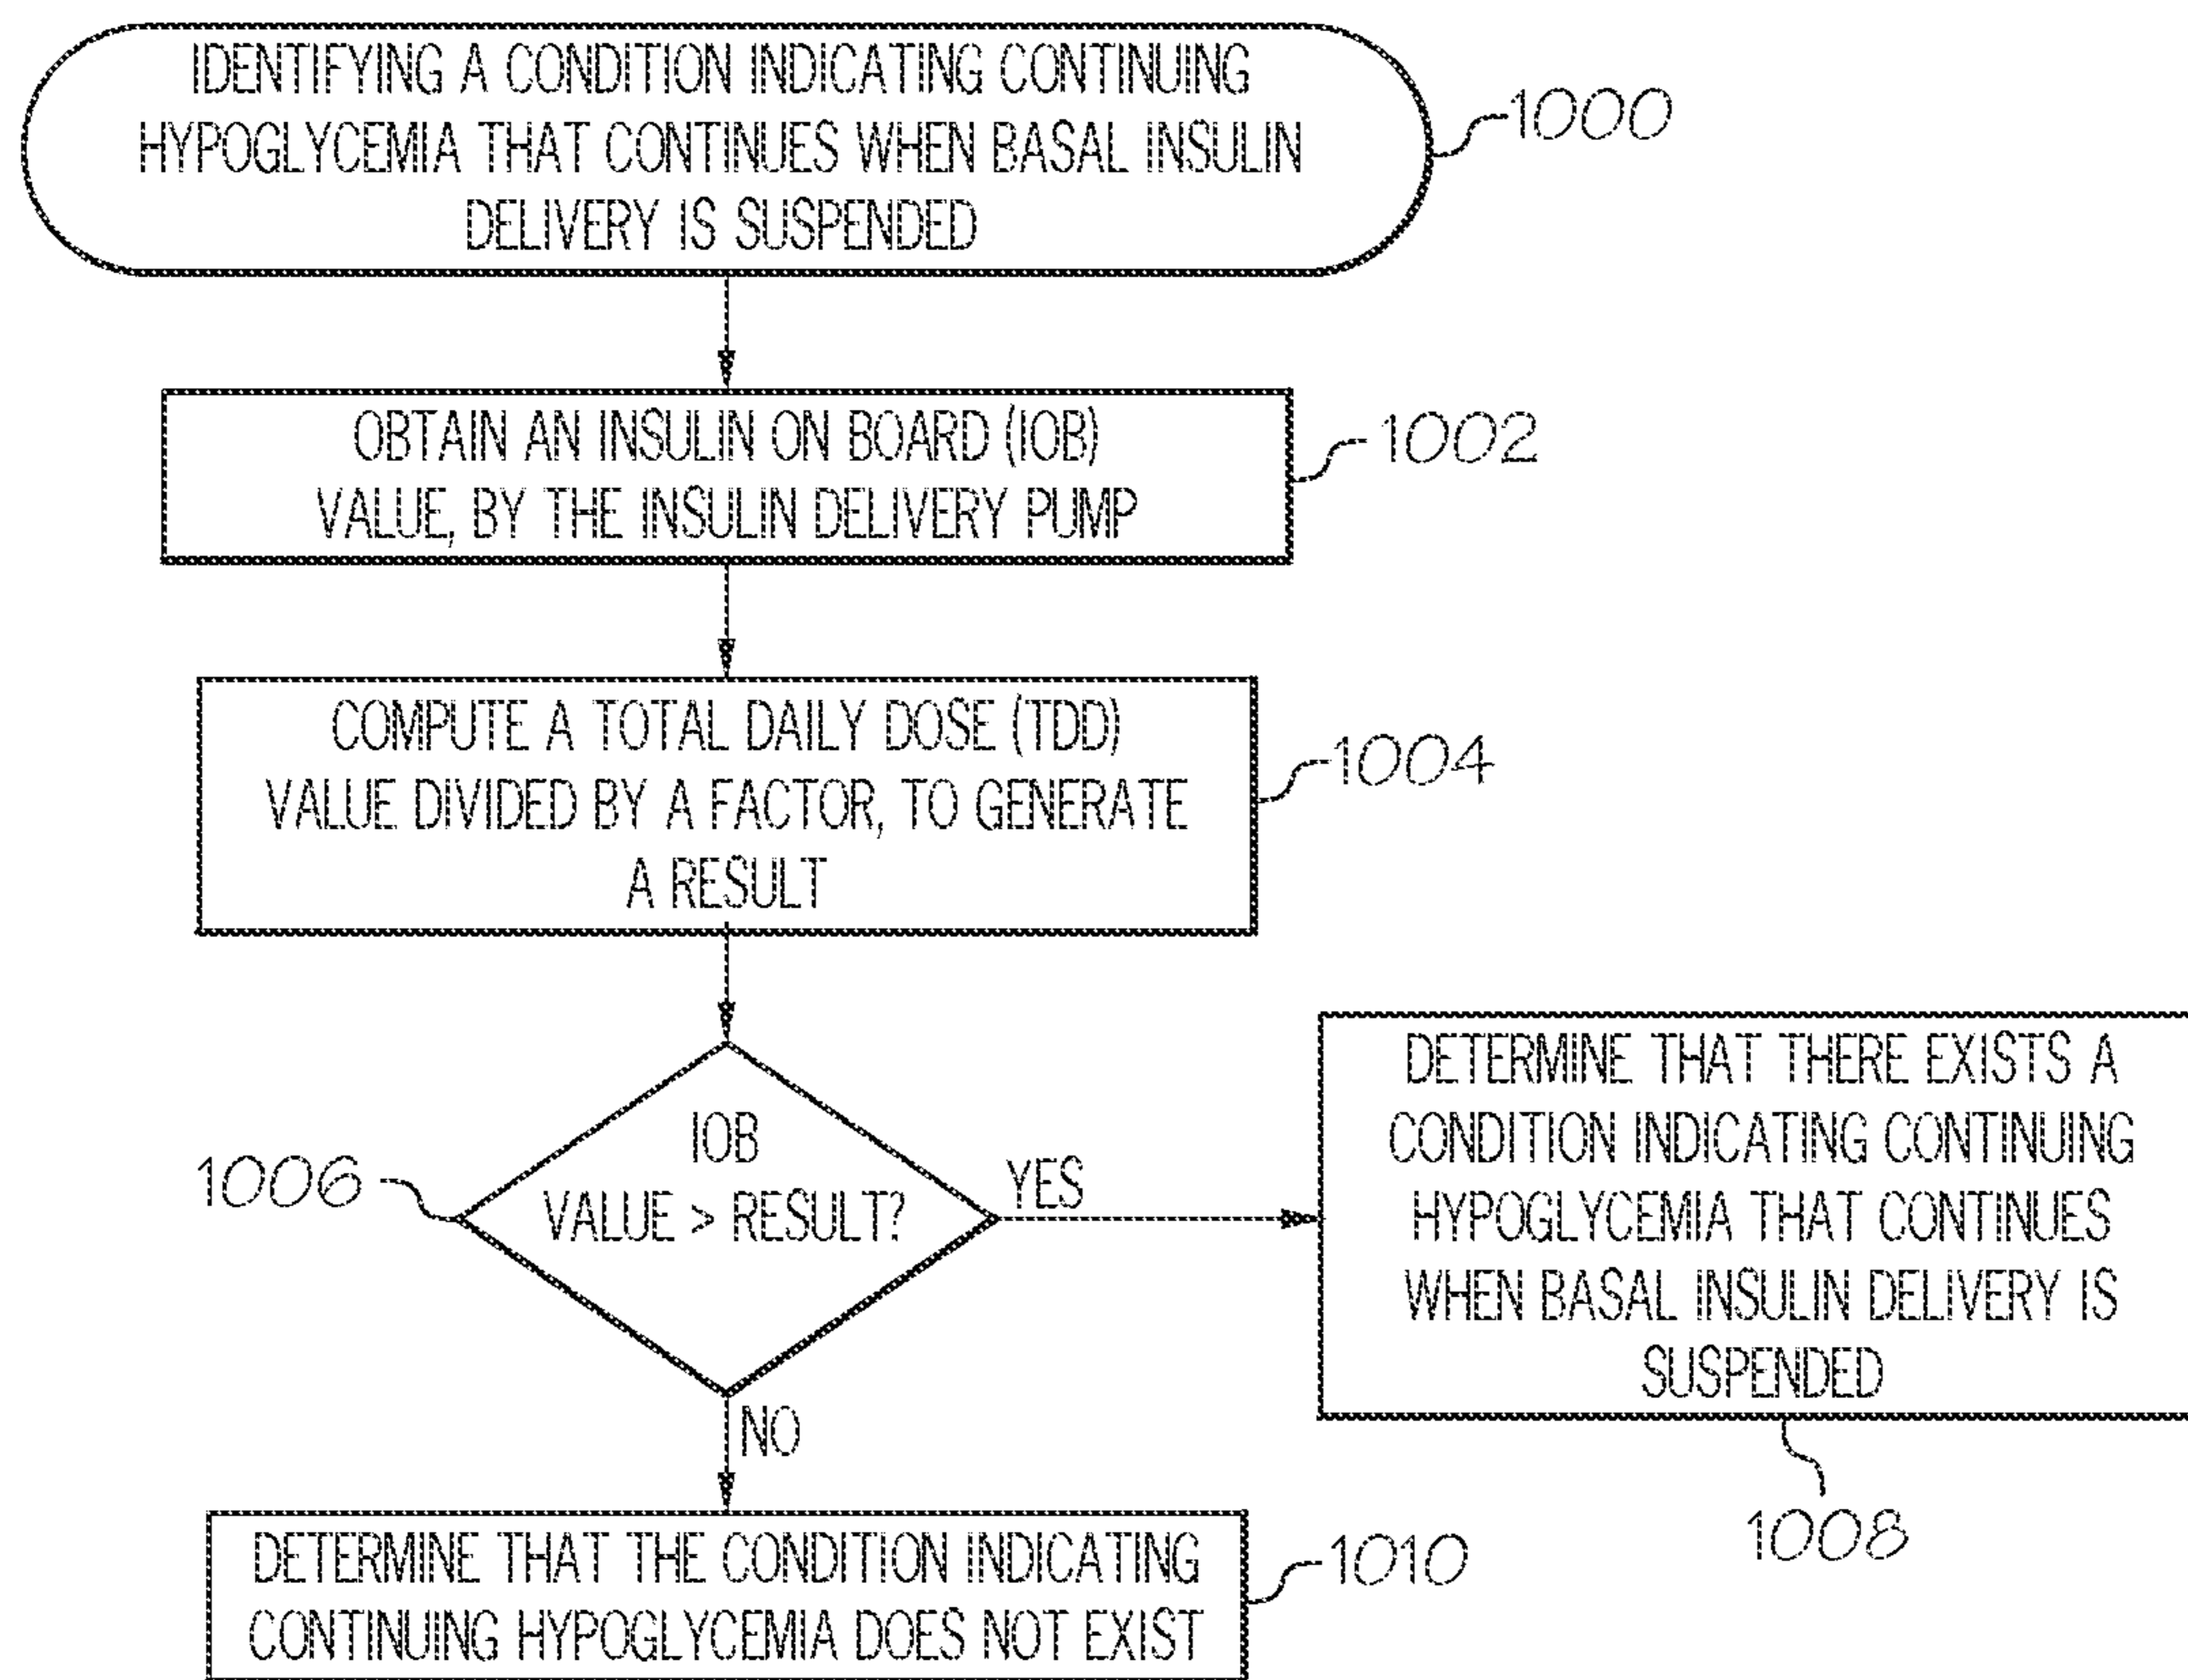 IDENTIFYING A CONDITION INDICATING CONTINUING
HYPOGLYCEMIA THAT CONTINUES WHEN BASAL INSULIN
DELIVERY IS SUSPENDED
1000
OBTAIN AN INSULIN ON BOARD (IOB)
VALUE, BY THE INSULIN DELIVERY PUMP
1002
COMPUTE A TOTAL DAILY DOSE (TDD)
VALUE DIVIDED BY A FACTOR, TO GENERATE
A RESULT
1004
IOB
VALUE > RESULT?
1006
YES
DETERMINE THAT THERE EXISTS A
CONDITION INDICATING CONTINUING
HYPOGLYCEMIA THAT CONTINUES
WHEN BASAL INSULIN DELIVERY IS
SUSPENDED
1008
NO
DETERMINE THAT THE CONDITION INDICATING
CONTINUING HYPOGLYCEMIA DOES NOT EXIST
1010